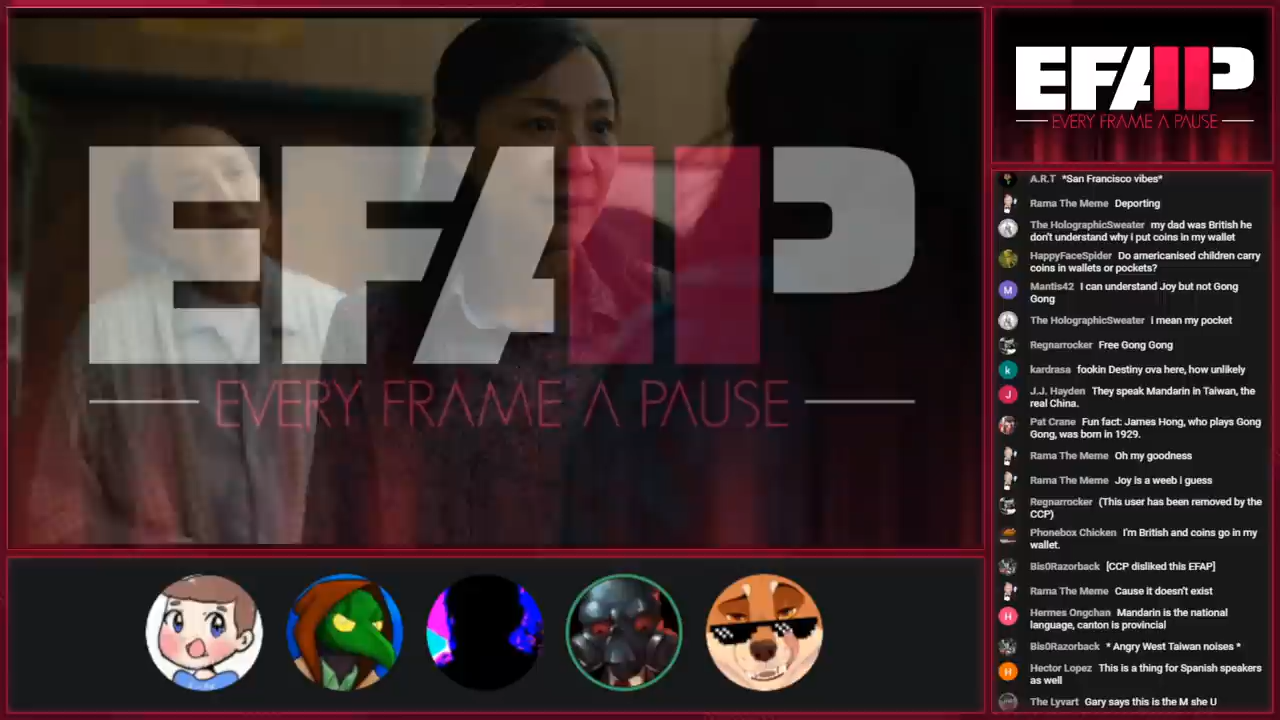 EFAP
EVERY FRAME A PAUSE
EFAP
EVERY FRAME A PAUSE
A.R.T *San Francisco vibes*
Rama The Meme Deporting
The HolographicSweater my dad was British he
don't understand why i put coins in my wallet
HappyFaceSpider Do americanised children carry
coins in wallets or pockets?
Mantis42 I can understand Joy but not Gong
Gong
The HolographicSweater i mean my pocket
Regnarrocker Free Gong Gong
k
kardrasa fookin Destiny ova here, how unlikely
J
J.J. Hayden They speak Mandarin in Taiwan, the
real China.
Pat Crane Fun fact: James Hong, who plays Gong
Gong, was born in 1929.
Rama The Meme Oh my goodness
Rama The Meme Joy is a weeb i guess
Regnarrocker (This user has been removed by the
CCP)
Phonebox Chicken I'm British and coins go in my
wallet.
Bis0Razorback [CCP disliked this EFAP]
Rama The Meme Cause it doesn't exist
H
Hermes Ongchan Mandarin is the national
language, canton is provincial
Bis0Razorback * Angry West Taiwan noises *
H
Hector Lopez This is a thing for Spanish speakers
as well
The Lyvart Gary says this is the M she U